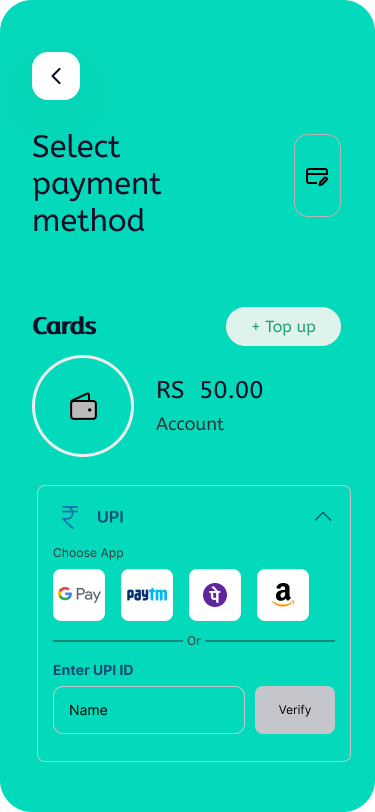 Select
payment
method
Cards
+ Top up
RS 50.00
Account
₹ UPI
Choose App
G Pay
paytm
पे
a
Or
Enter UPI ID
Name
Verify